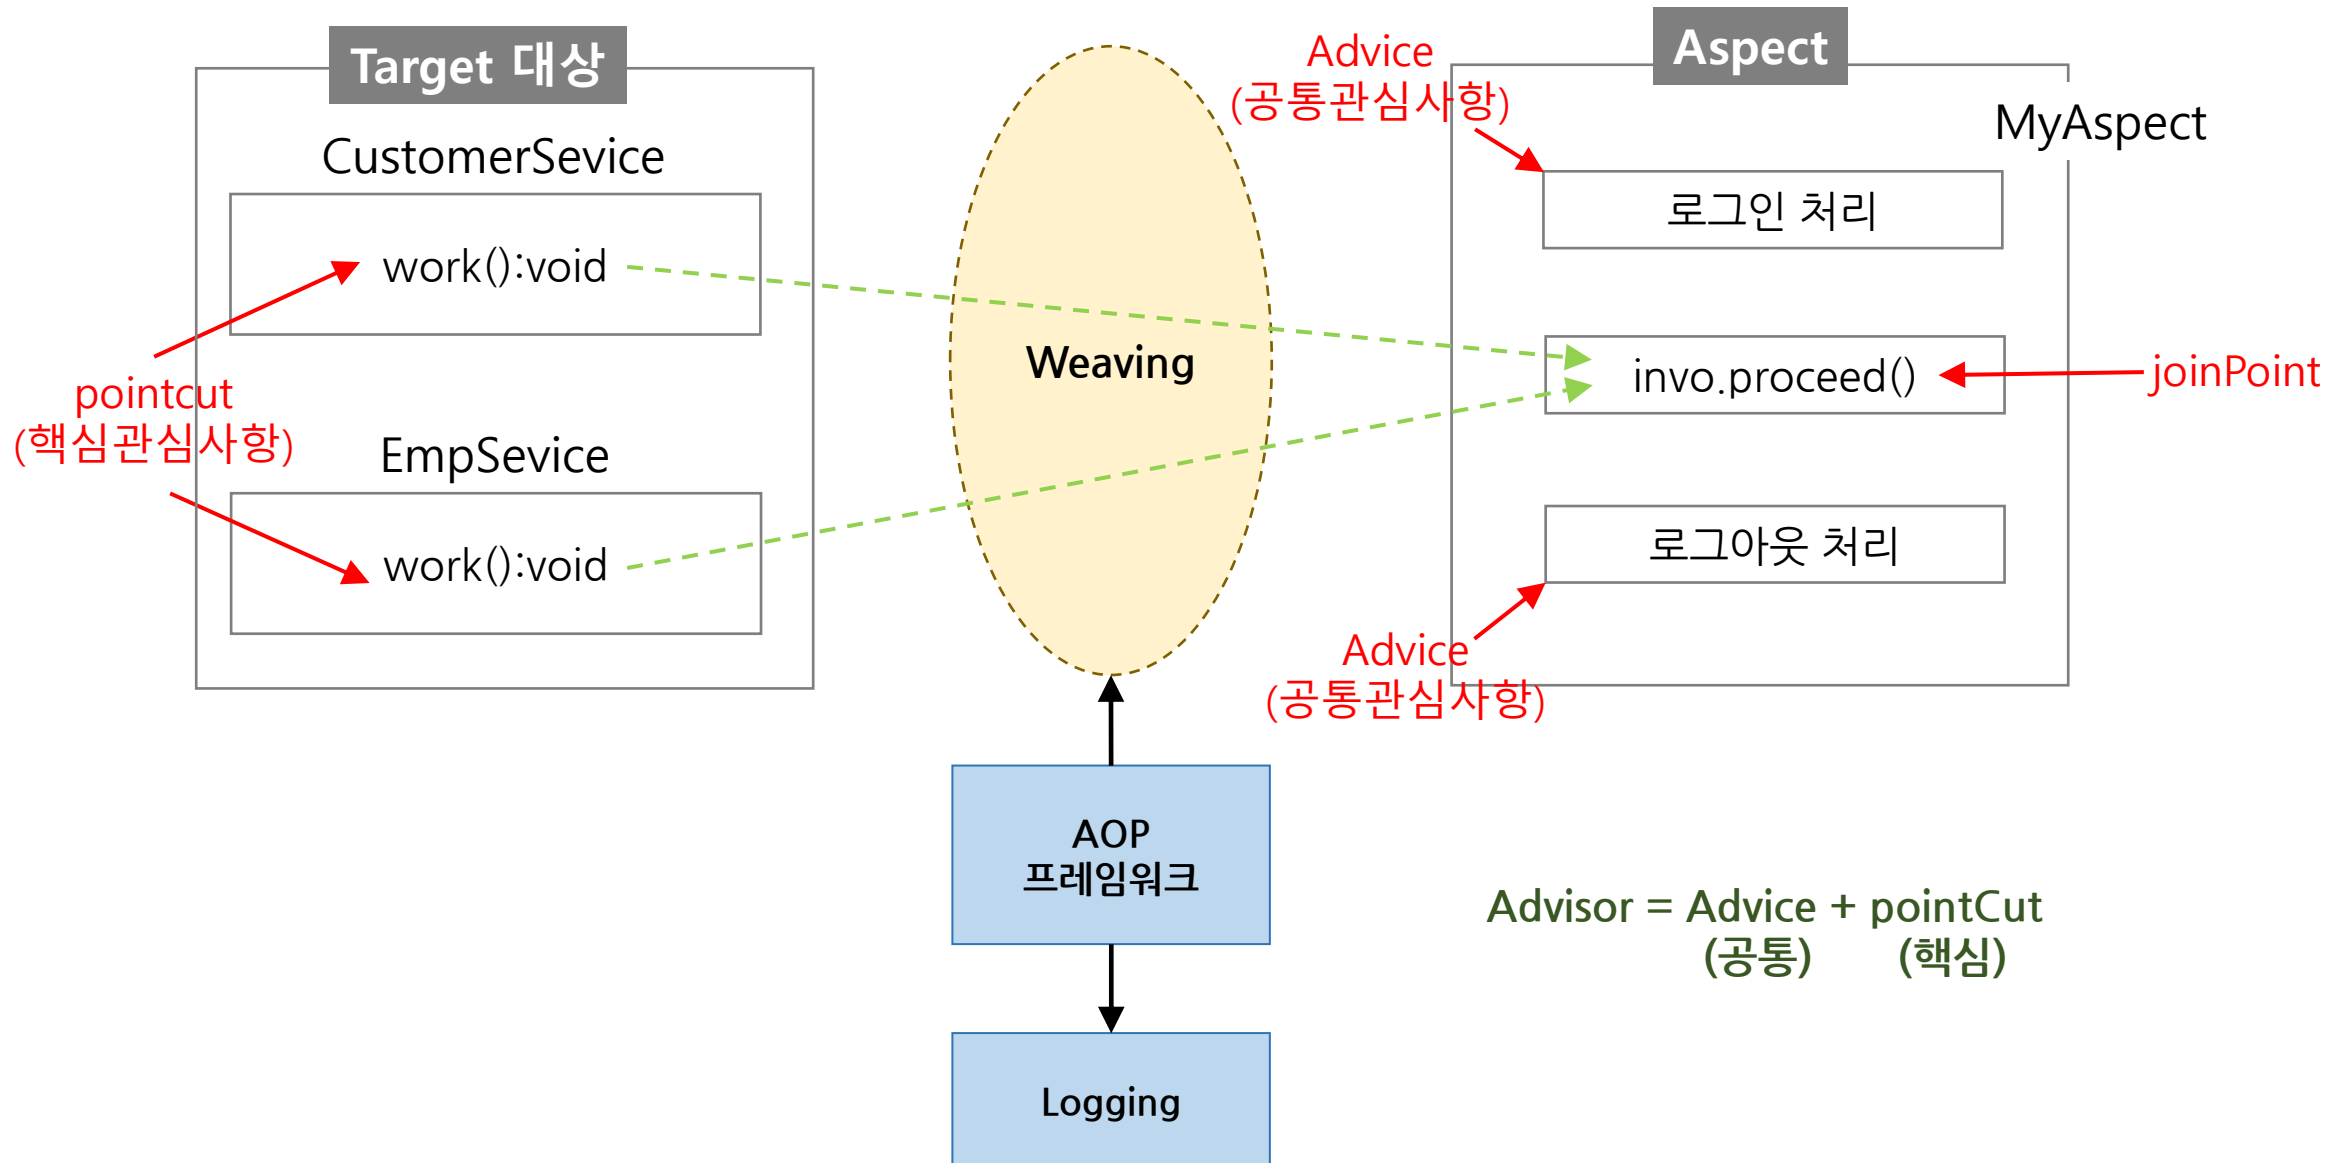 Target 대상
CustomerSevice
work():void
pointcut
(핵심관심사항)
EmpSevice
work():void
Weaving
Advice
(공통관심사항)
Aspect
MyAspect
로그인 처리
invo.proceed()
joinPoint
로그아웃 처리
Advice
(공통관심사항)
AOP
프레임워크
Logging
Advisor = Advice + pointCut
(공통) (핵심)